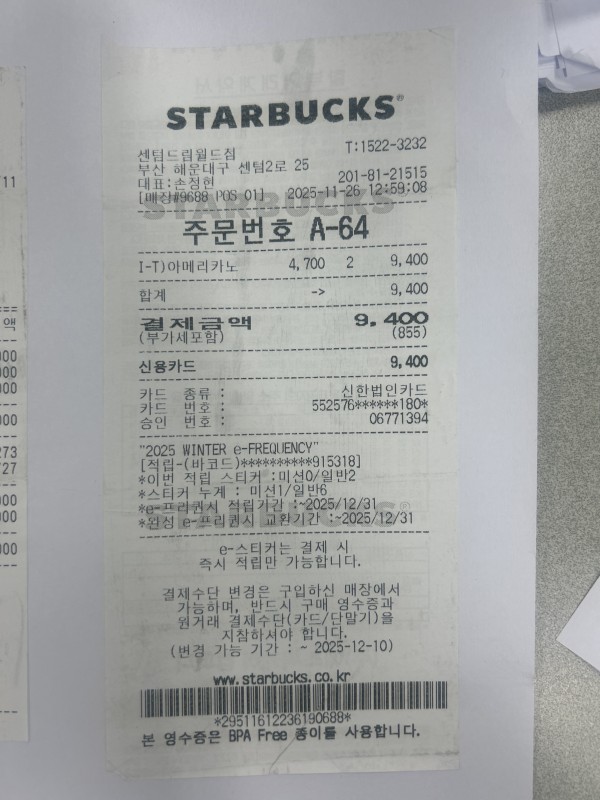 STARBUCKS®
센텀드림월드점 T:1522-3232
부산 해운대구 센텀2로 25
대표:손정현 201-81-21515
[매장#9688 POS 01] 2025-11-26 12:59:08
주문번호 A-64
I-T)아메리카노 4,700 2 9,400
합계 -> 9,400
결제금액 9,400
(부가세포함) (855)
신용카드 9,400
카드 종류 : 신한법인카드
카드 번호 : 552576******180*
승인 번호 : 06771394
"2025 WINTER e-FREQUENCY"
[적립-(바코드)**********915318]
*이번 적립 스티커 :미션0/일반2
*스티커 누계 : 미션1/일반6
*e-프리퀀시 적립기간 :~2025/12/31
*완성 e-프리퀀시 교환기간 :~2025/12/31
e-스티커는 결제 시
즉시 적립만 가능합니다.
결제수단 변경은 구입하신 매장에서
가능하며, 반드시 구매 영수증과
원거래 결제수단(카드/단말기)을
지참하셔야 합니다.
(변경 가능 기간 : ~ 2025-12-10)
www.starbucks.co.kr
*29511612236190688*
본 영수증은 BPA Free 종이를 사용합니다.
11
액
000
000
000
000
273
727
000
000
000